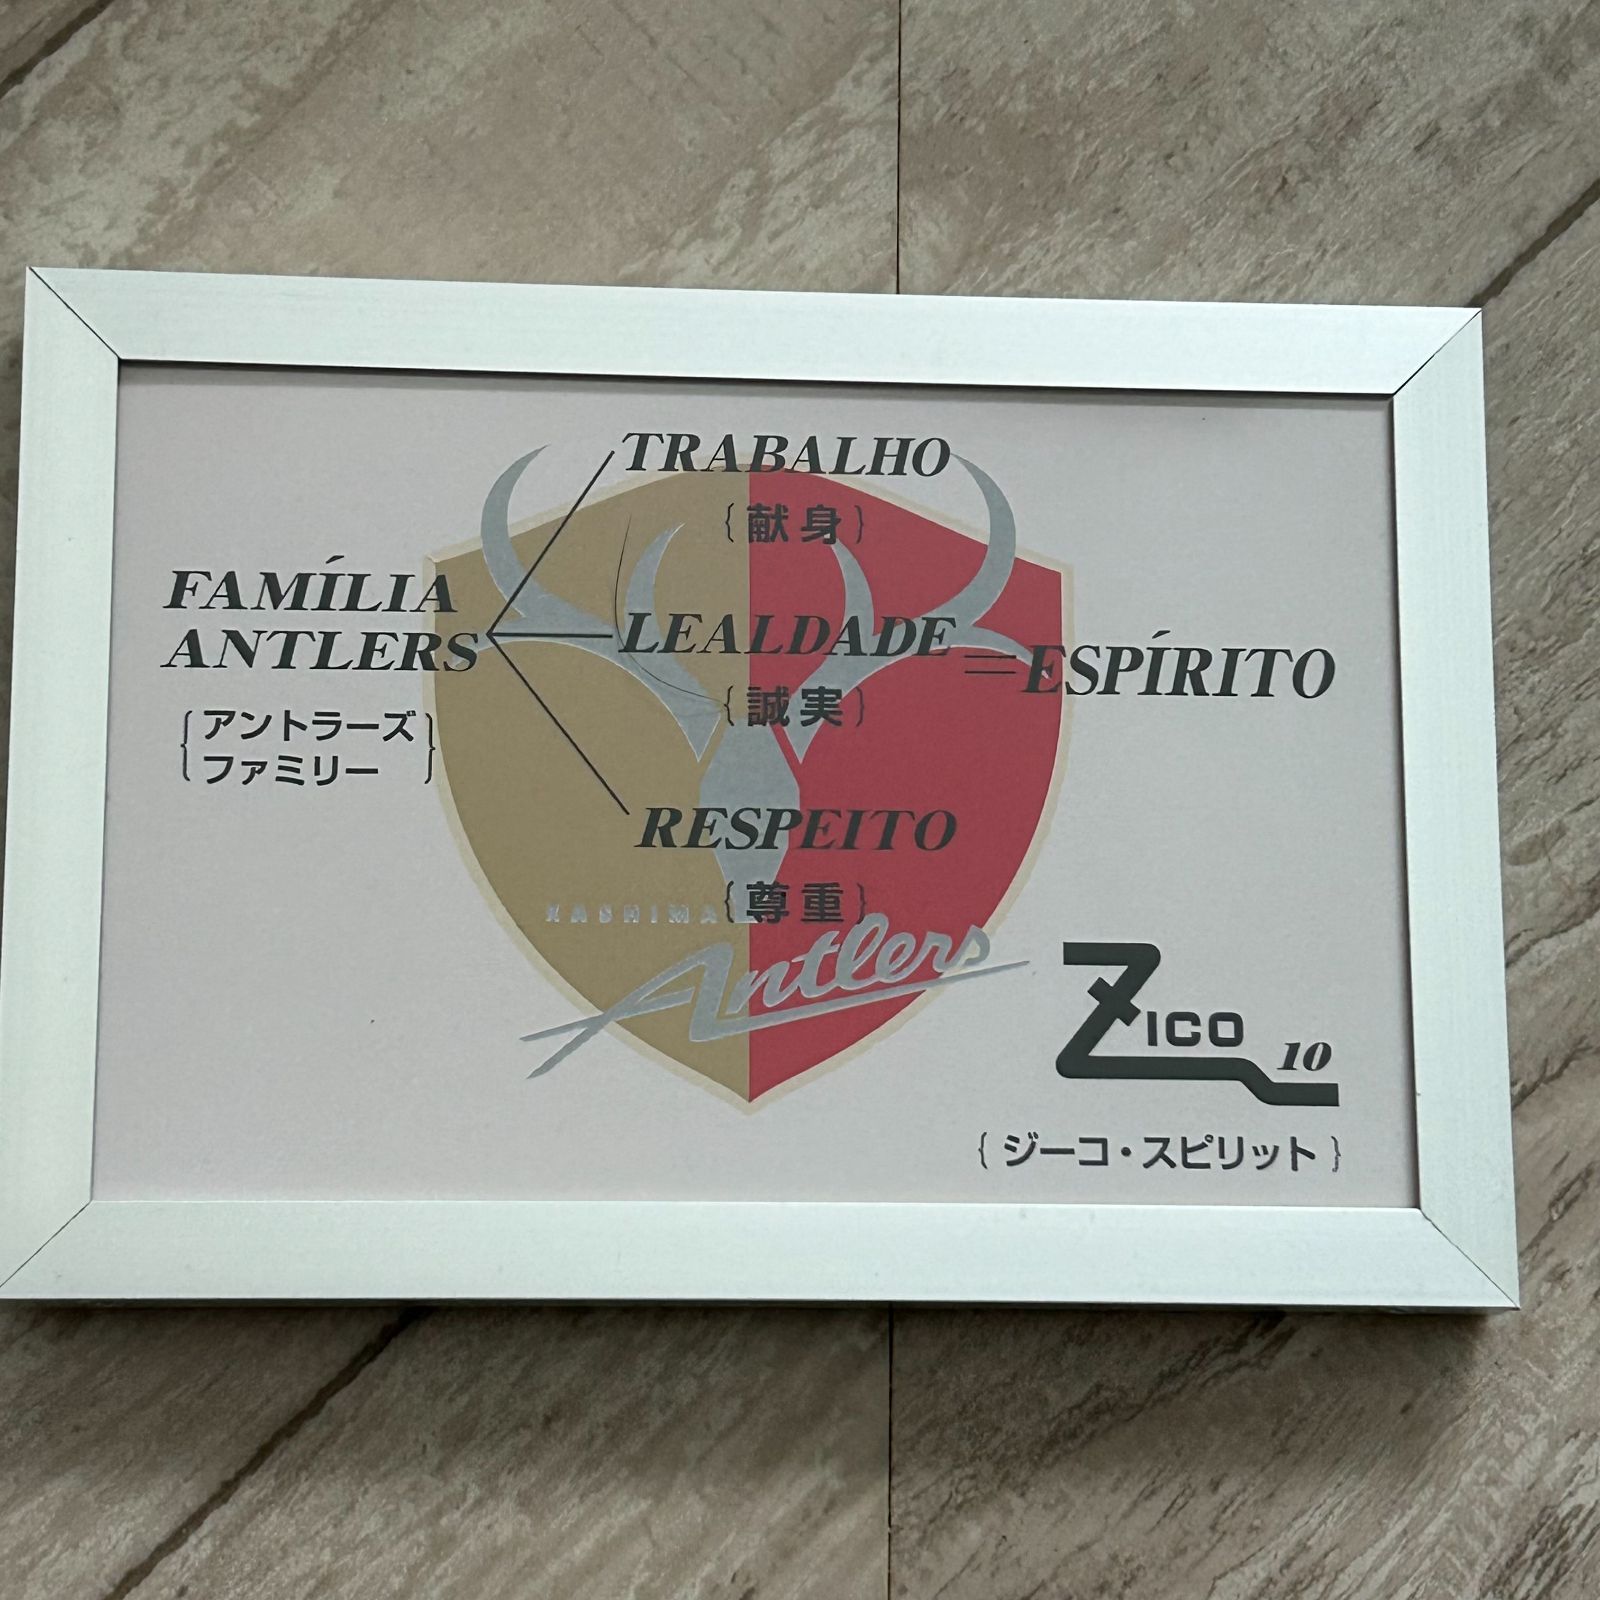 TRABALHO
{献身}
FAMÍLIA
ANTLERS
{アントラーズ
ファミリー}
LEALDADE
{誠実}
=ESPÍRITO
RESPEITO
{尊重}
KASHIMA
Antlers
ZICO 10
{ジーコ・スピリット}